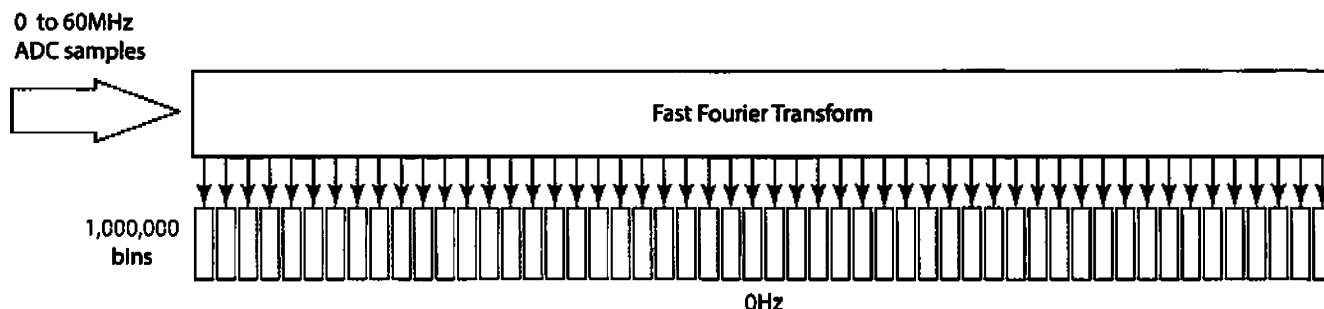 0 to 60MHz
ADC samples
Fast Fourier Transform
1,000,000
bins
0Hz